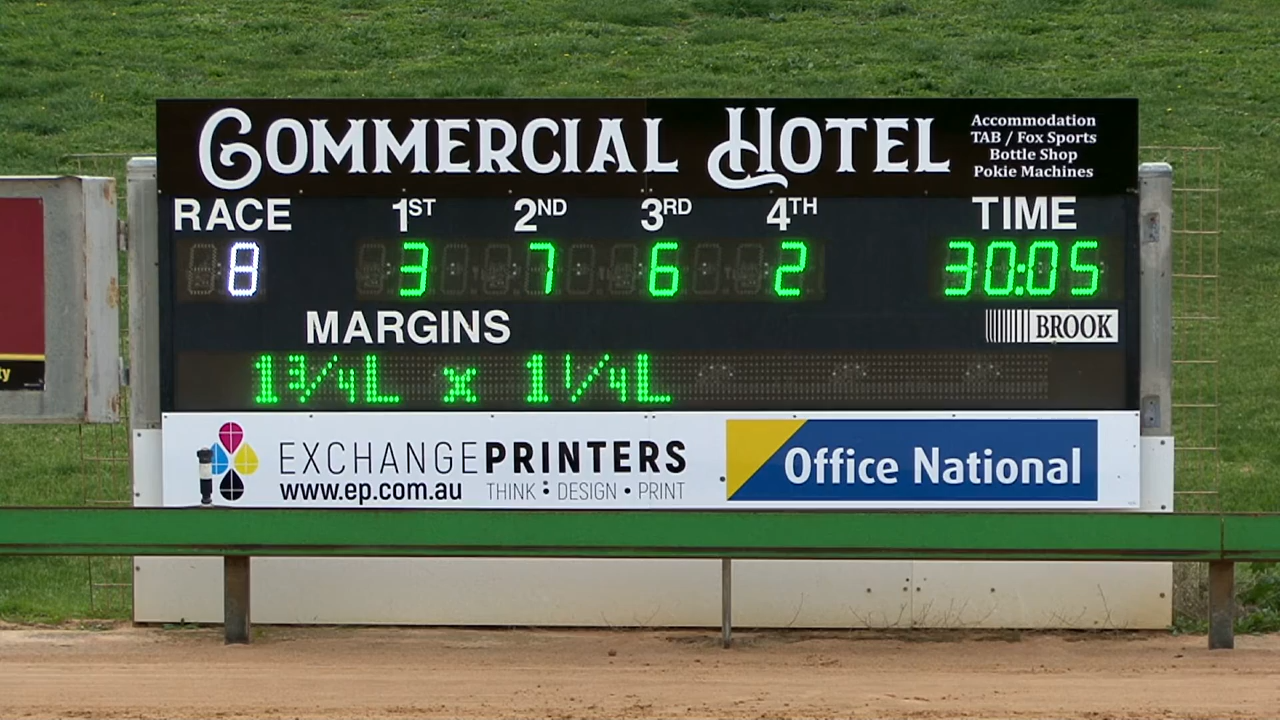 COMMERCIAL HOTEL
Accommodation
TAB / Fox Sports
Bottle Shop
Pokie Machines
RACE 1ST 2ND 3RD 4TH TIME
8 3 7 6 2 30:05
MARGINS
BROOK
1¾L x 1¼L
ty
EXCHANGEPRINTERS
www.ep.com.au THINK • DESIGN • PRINT
Office National